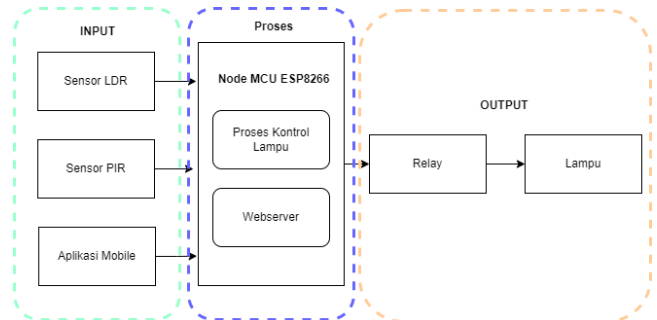 INPUT
Sensor LDR
Sensor PIR
Aplikasi Mobile
Proses
Node MCU ESP8266
Proses Kontrol
Lampu
Webserver
OUTPUT
Relay
Lampu